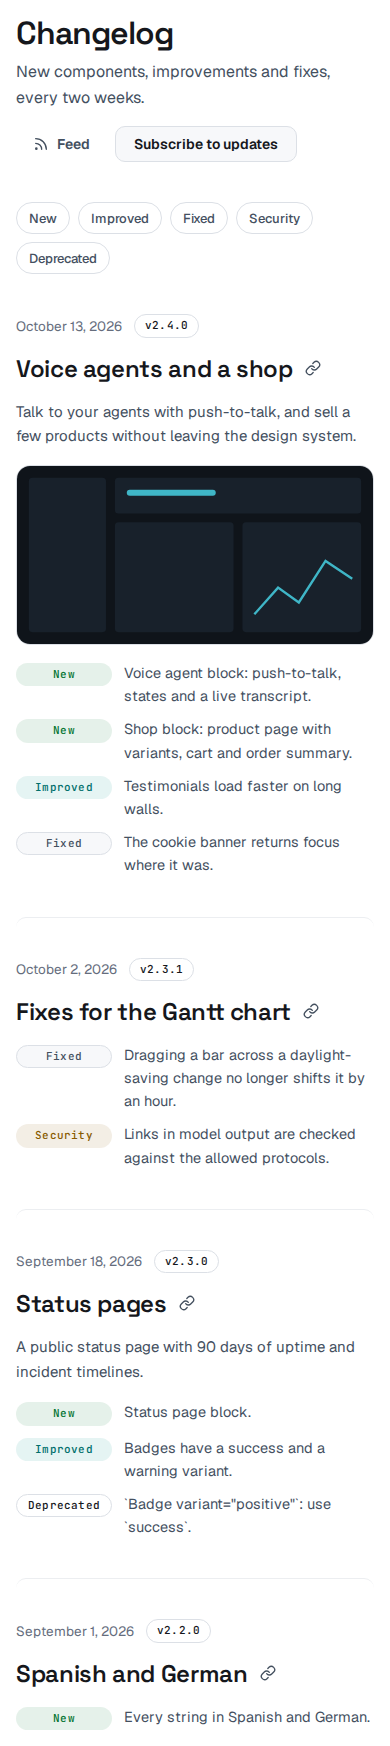 Changelog
New components, improvements and fixes,
every two weeks.
Feed
Subscribe to updates
New
Improved
Fixed
Security
Deprecated
October 13, 2026
v2.4.0
Voice agents and a shop
Talk to your agents with push-to-talk, and sell a
few products without leaving the design system.
New
Voice agent block: push-to-talk,
states and a live transcript.
New
Shop block: product page with
variants, cart and order summary.
Improved
Testimonials load faster on long
walls.
Fixed
The cookie banner returns focus
where it was.
October 2, 2026
v2.3.1
Fixes for the Gantt chart
Fixed
Dragging a bar across a daylight-
saving change no longer shifts it by
an hour.
Security
Links in model output are checked
against the allowed protocols.
September 18, 2026
v2.3.0
Status pages
A public status page with 90 days of uptime and
incident timelines.
New
Status page block.
Improved
Badges have a success and a
warning variant.
Deprecated
`Badge variant="positive"`: use
`success`.
September 1, 2026
v2.2.0
Spanish and German
New
Every string in Spanish and German.